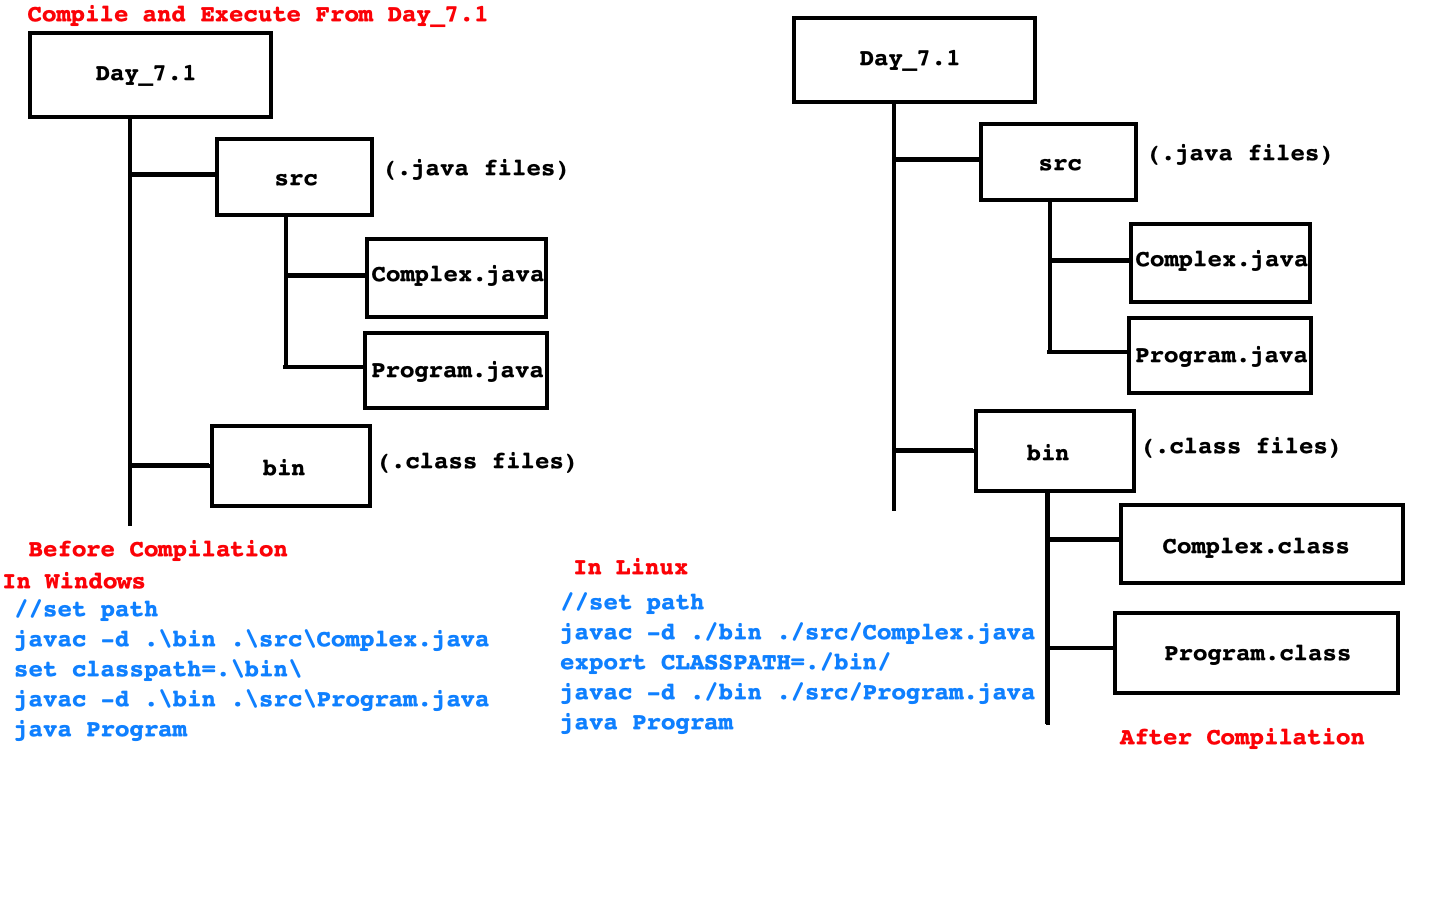 Compile and Execute From Day_7.1
Day_7.1
src
(.java files)
Complex.java
Program.java
bin
(.class files)
Before Compilation
In Windows
//set path
javac -d .\bin .\src\Complex.java
set classpath=.\bin\
javac -d .\bin .\src\Program.java
java Program
In Linux
//set path
javac -d ./bin ./src/Complex.java
export CLASSPATH=./bin/
javac -d ./bin ./src/Program.java
java Program
Day_7.1
src
(.java files)
Complex.java
Program.java
bin
(.class files)
Complex.class
Program.class
After Compilation